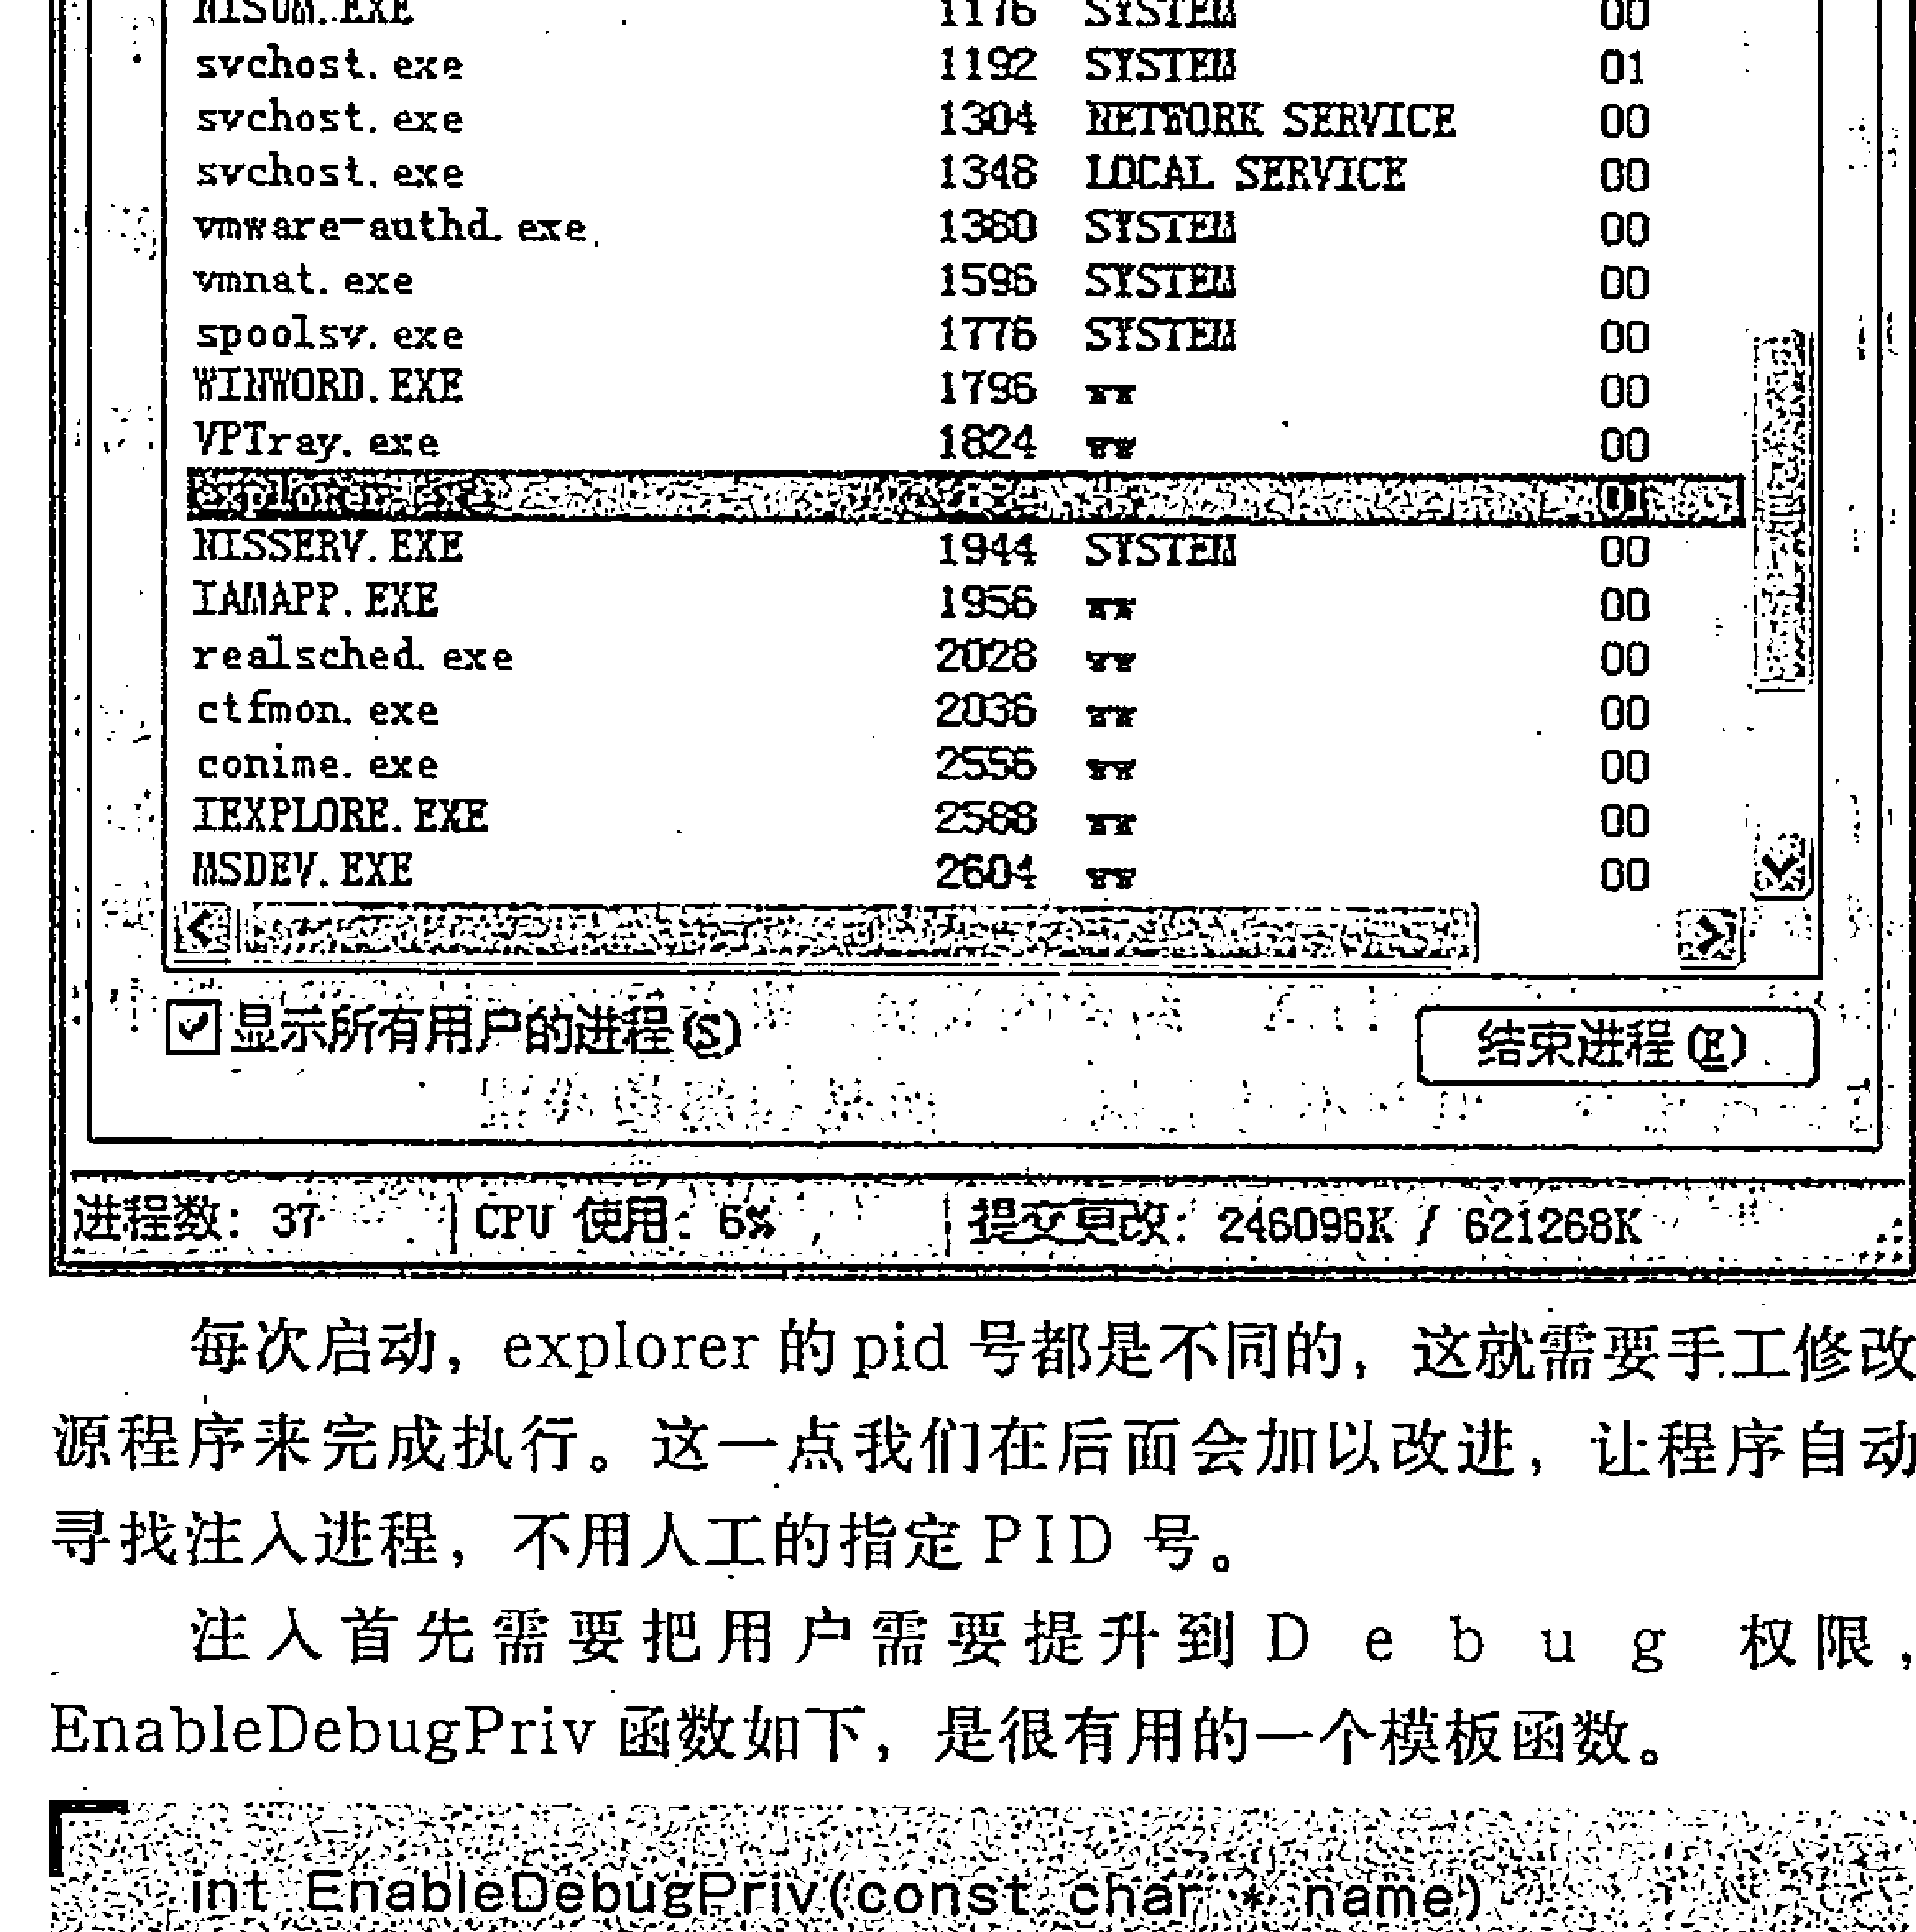 NISUM.EXE 1176 SYSTEM 00
svchost.exe 1192 SYSTEM 01
svchost.exe 1304 NETWORK SERVICE 00
svchost.exe 1348 LOCAL SERVICE 00
vmware-authd.exe 1380 SYSTEM 00
vmnat.exe 1596 SYSTEM 00
spoolsv.exe 1776 SYSTEM 00
WINWORD.EXE 1796 00
VPTray.exe 1824 00
explorer.exe 01
NISSERV.EXE 1944 SYSTEM 00
IAMAPP.EXE 1956 00
realsched.exe 2028 00
ctfmon.exe 2036 00
conime.exe 2556 00
IEXPLORE.EXE 2588 00
MSDEV.EXE 2604 00
显示所有用户的进程(S) 结束进程(E)
进程数: 37 CPU 使用: 6% 提交更改: 246096K / 621268K
每次启动，explorer 的 pid 号都是不同的，这就需要手工修改
源程序来完成执行。这一点我们在后面会加以改进，让程序自动
寻找注入进程，不用人工的指定 PID 号。
注入首先需要把用户需要提升到 Debug 权限，
EnableDebugPriv 函数如下，是很有用的一个模板函数。
int EnableDebugPriv(const char * name)